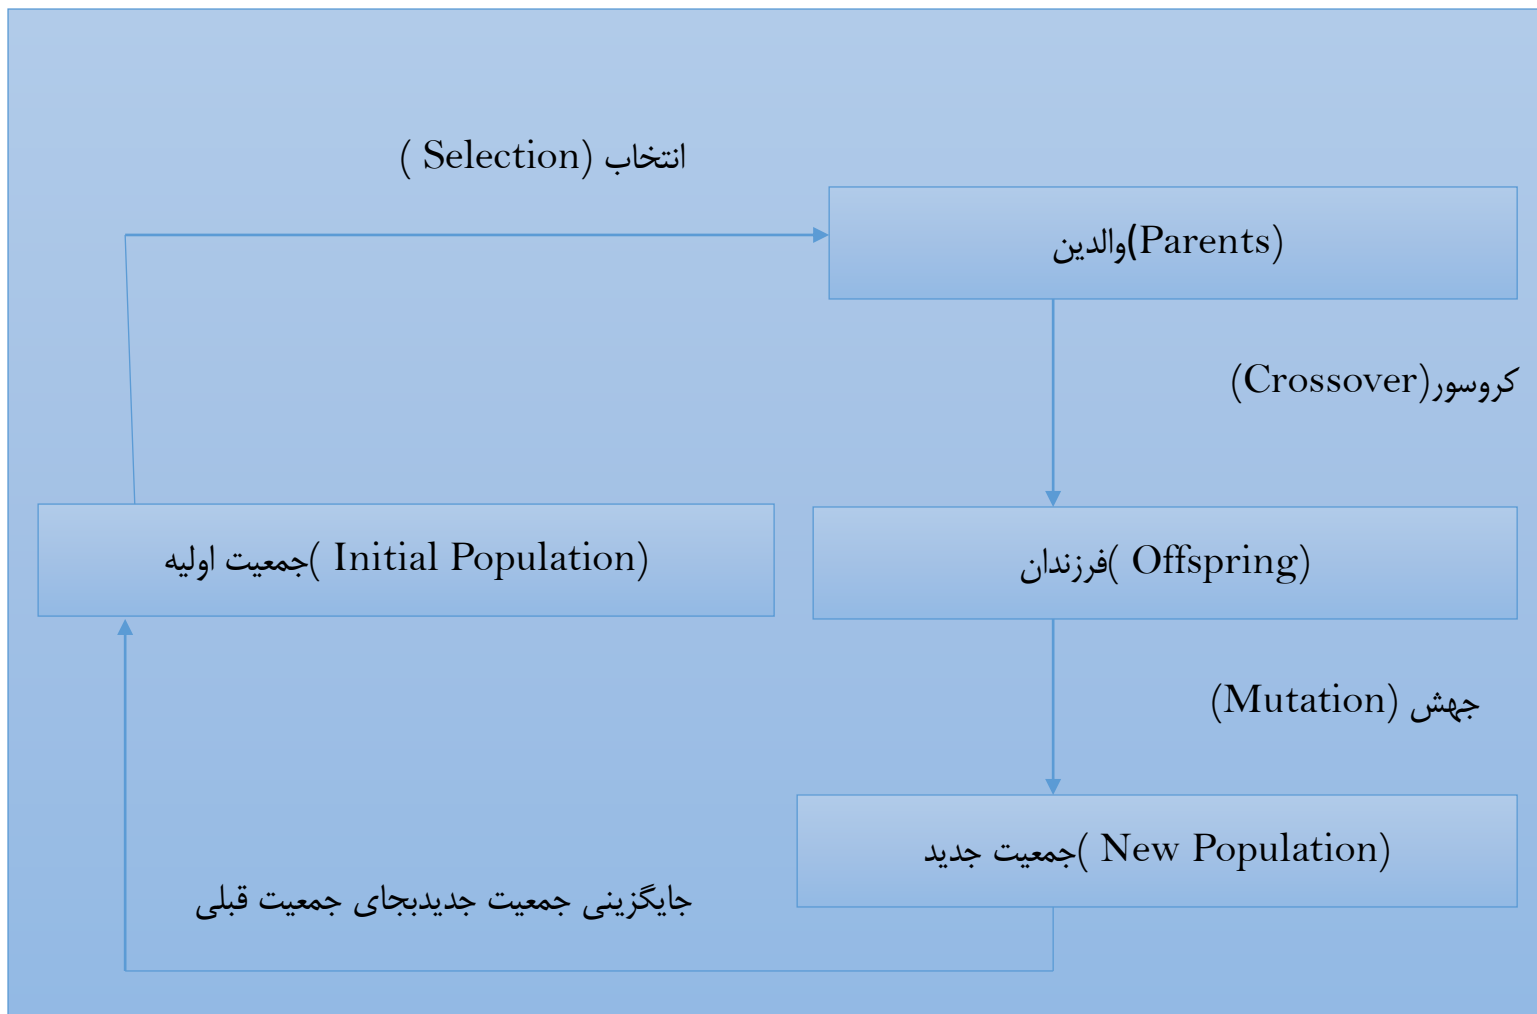 انتخاب (Selection )
والدین(Parents)
کروسور(Crossover)
جمعیت اولیه( Initial Population)
فرزندان( Offspring)
جهش (Mutation)
جمعیت جدید( New Population)
جایگزینی جمعیت جدیدبجای جمعیت قبلی